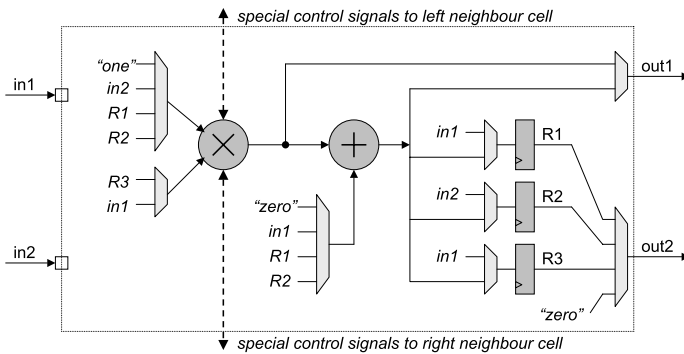 special control signals to left neighbour cell
in1
"one"
in2
R1
R2
R3
in1
×
+
"zero"
in1
R1
R2
in1
R1
in2
R2
in1
R3
"zero"
out1
out2
in2
special control signals to right neighbour cell